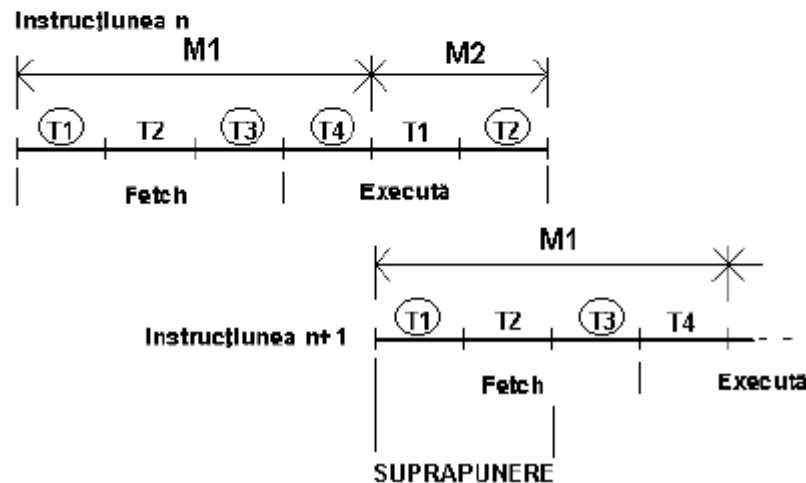 Instrucţiunea n
M1 M2
T1 T2 T3 T4 T1 T2
Fetch Execută
M1
Instrucţiunea n+1 T1 T2 T3 T4
Fetch Execută
SUPRAPUNERE